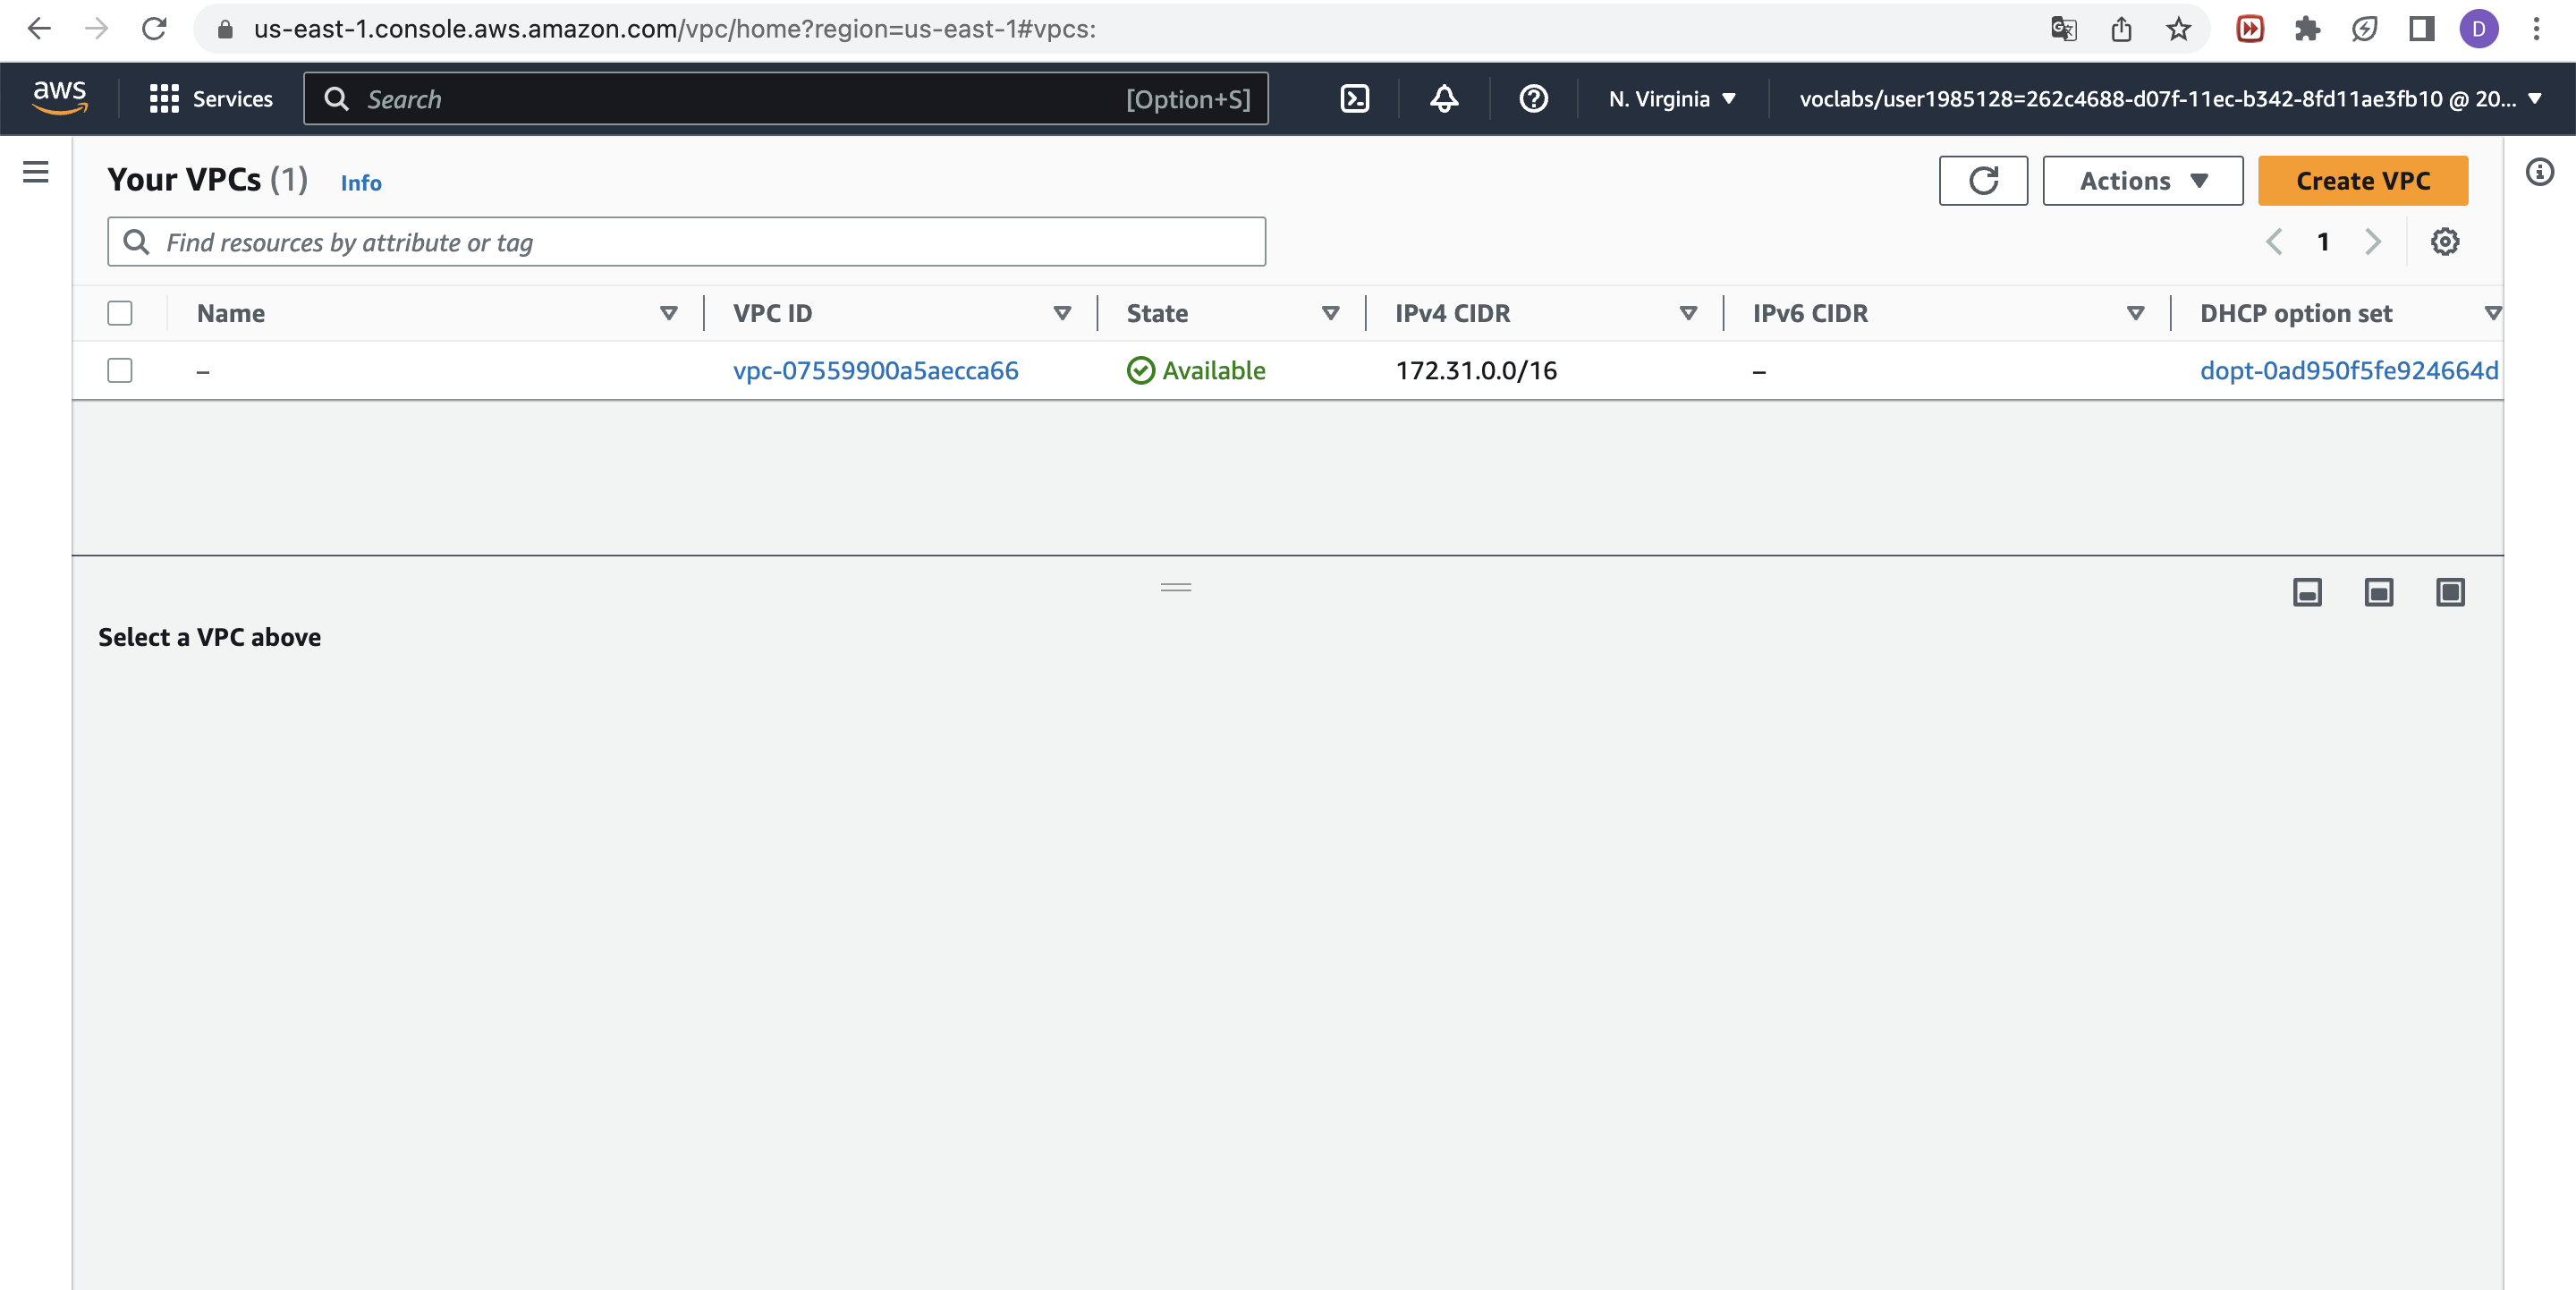 us-east-1.console.aws.amazon.com/vpc/home?region=us-east-1#vpcs:
D
aws
Services
Search
[Option+S]
N. Virginia
voclabs/user1985128=262c4688-d07f-11ec-b342-8fd11ae3fb10 @ 20...
Your VPCs (1) Info
Actions
Create VPC
Find resources by attribute or tag
1
Name VPC ID State IPv4 CIDR IPv6 CIDR DHCP option set
– vpc-07559900a5aecca66 Available 172.31.0.0/16 – dopt-0ad950f5fe924664d
Select a VPC above